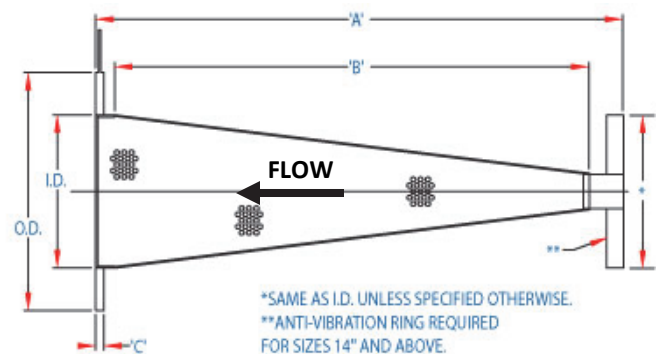 'A'
'B'
FLOW
I.D.
O.D.
*
**
'C'
*SAME AS I.D. UNLESS SPECIFIED OTHERWISE.
**ANTI-VIBRATION RING REQUIRED
FOR SIZES 14" AND ABOVE.